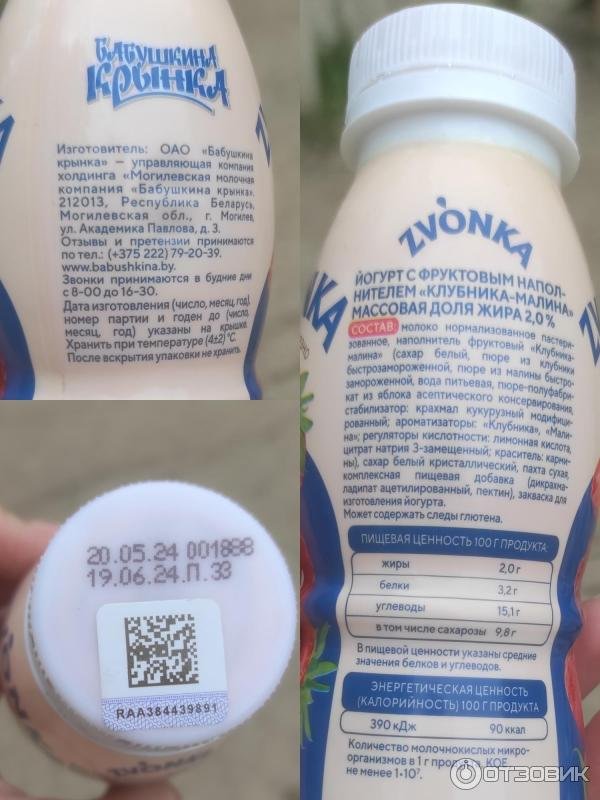 БАБУШКИНА
КРЫНКА
Изготовитель: ОАО «Бабушкина
крынка» — управляющая компания
холдинга «Могилевская молочная
компания «Бабушкина крынка».
212013, Республика Беларусь,
Могилевская обл., г. Могилев,
ул. Академика Павлова, д. 3.
Отзывы и претензии принимаются
по тел.: (+375 222) 79-20-39.
www.babushkina.by.
Звонки принимаются в будние дни
с 8-00 до 16-30.
Дата изготовления (число, месяц, год),
номер партии и годен до (число,
месяц, год) указаны на крышке.
Хранить при температуре (4±2)°С.
После вскрытия упаковки не хранить.
ZVONKA
ЙОГУРТ С ФРУКТОВЫМ НАПОЛ-
НИТЕЛЕМ «КЛУБНИКА-МАЛИНА»
МАССОВАЯ ДОЛЯ ЖИРА 2,0%
СОСТАВ: молоко нормализованное пастери-
зованное, наполнитель фруктовый «Клубника-
малина» (сахар белый, пюре из клубники
быстрозамороженной, пюре из малины быстро-
замороженной, вода питьевая, пюре-полуфабри-
кат из яблока асептического консервирования,
стабилизатор: крахмал кукурузный модифици-
рованный; ароматизаторы: «Клубника», «Мали-
на»; регуляторы кислотности: лимонная кислота,
цитрат натрия 3-замещенный; краситель: карми-
ны), сахар белый кристаллический, пахта сухая,
комплексная пищевая добавка (дикрахма-
ладипат ацетилированный, пектин), закваска для
изготовления йогурта.
Может содержать следы глютена.
ПИЩЕВАЯ ЦЕННОСТЬ 100 Г ПРОДУКТА:
жиры 2,0 г
белки 3,2 г
углеводы 15,1 г
в том числе сахарозы 9,8 г
В пищевой ценности указаны средние
значения белков и углеводов.
ЭНЕРГЕТИЧЕСКАЯ ЦЕННОСТЬ
(КАЛОРИЙНОСТЬ) 100 Г ПРОДУКТА
390 кДж 90 ккал
Количество молочнокислых микро-
организмов в 1 г КОЕ,
не менее 1•10⁷.
20.05.24 001888
19.06.24.П.33
RAA384439891
ZVONKA
ОТЗОВИК